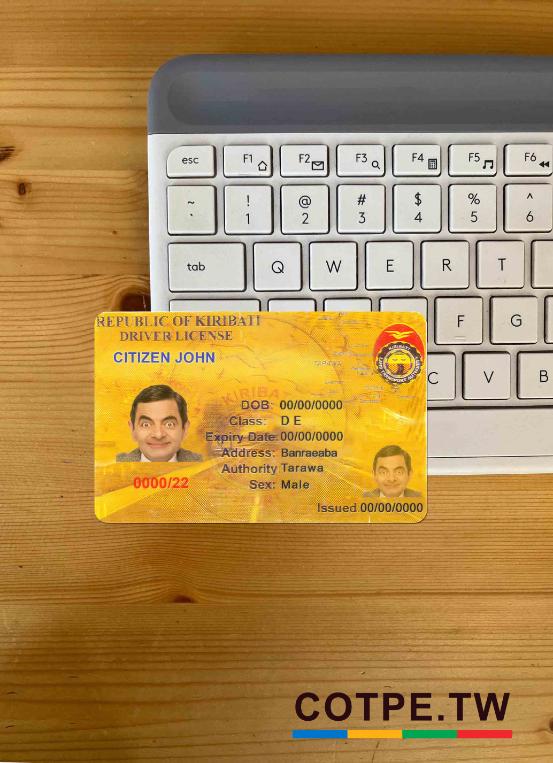 esc F1 F2 F3 F4 F5 F6
~ ! @ # $ % ^
` 1 2 3 4 5 6
tab Q W E R T
F G
C V B
REPUBLIC OF KIRIBATI
DRIVER LICENSE
CITIZEN JOHN
KIRIBA
DOB: 00/00/0000
Class: D E
Expiry Date: 00/00/0000
Address: Banraeaba
Authority Tarawa
Sex: Male
0000/22
Issued 00/00/0000
COTPE.TW